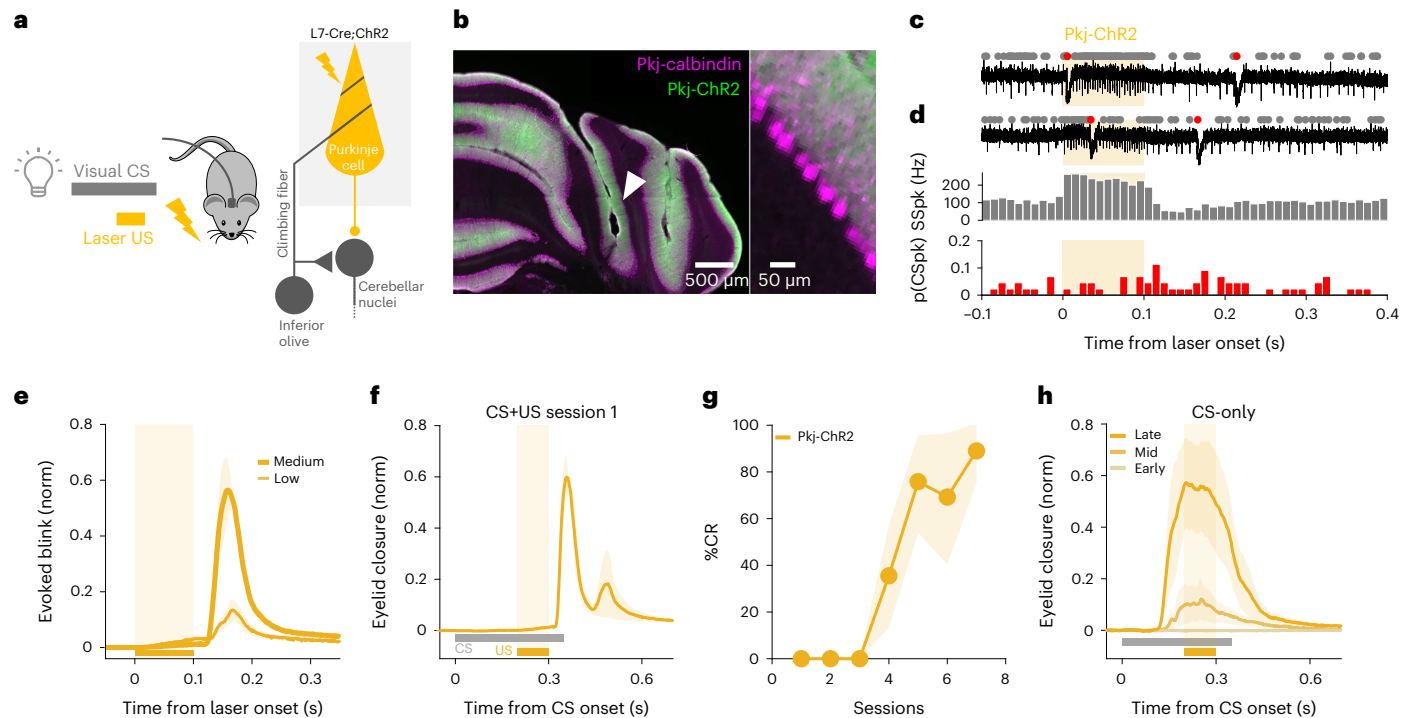 a
L7-Cre;ChR2
Visual CS
Laser US
Climbing fiber
Purkinje
cell
Cerebellar
nuclei
Inferior
olive
b
Pkj-calbindin
Pkj-ChR2
500 µm
50 µm
c
Pkj-ChR2
d
SSpk (Hz)
200
100
0
p(CSpk)
0.2
0.1
0
–0.1
0
0.1
0.2
0.3
0.4
Time from laser onset (s)
e
Evoked blink (norm)
0.8
0.6
0.4
0.2
0
Medium
Low
0
0.1
0.2
0.3
Time from laser onset (s)
f
CS+US session 1
Eyelid closure (norm)
0.8
0.6
0.4
0.2
0
CS
US
0
0.3
0.6
Time from CS onset (s)
g
%CR
100
80
60
40
20
0
Pkj-ChR2
0
2
4
6
8
Sessions
h
CS-only
Eyelid closure (norm)
0.8
0.6
0.4
0.2
0
Late
Mid
Early
0
0.3
0.6
Time from CS onset (s)